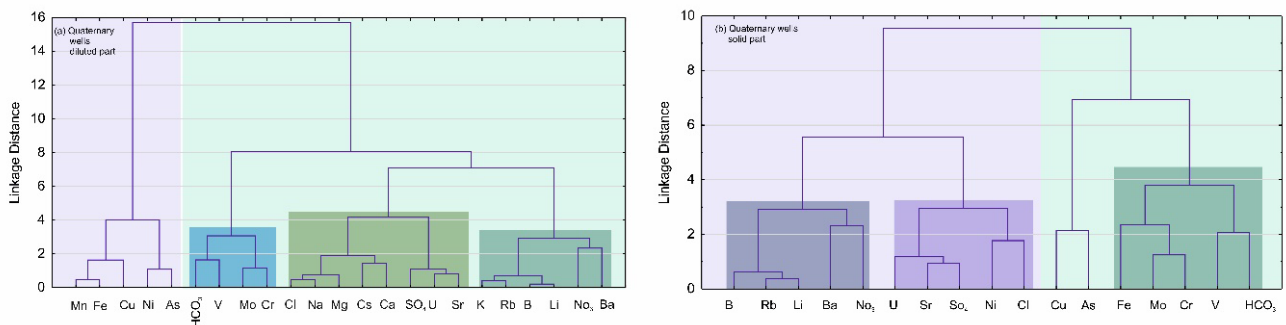 16
14
12
10
8
6
4
2
0
Linkage Distance
(a) Quaternary
wells
diluted part
Mn Fe Cu Ni As HCO₃ V Mo Cr Cl Na Mg Cs Ca SO₄ U Sr K Rb B Li No₃ Ba
10
8
6
4
2
0
Linkage Distance
(b) Quaternary wells
solid part
B Rb Li Ba No₃ U Sr So₄ Ni Cl Cu As Fe Mo Cr V HCO₃